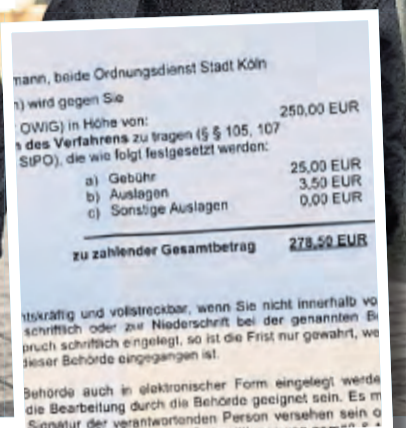 mann, beide Ordnungsdienst Stadt Köln
n) wird gegen Sie
OWiG) in Höhe von: 250,00 EUR
n des Verfahrens zu tragen (§ § 105, 107
StPO), die wie folgt festgesetzt werden:
a) Gebühr 25,00 EUR
b) Auslagen 3,50 EUR
c) Sonstige Auslagen 0,00 EUR
zu zahlender Gesamtbetrag 278,50 EUR
htskräftig und vollstreckbar, wenn Sie nicht innerhalb vo
schriftlich oder zur Niederschrift bei der genannten Be
pruch schriftlich eingelegt, so ist die Frist nur gewahrt, we
dieser Behörde eingegangen ist.
Behörde auch in elektronischer Form eingelegt werde
die Bearbeitung durch die Behörde geeignet sein. Es m
Signatur der verantwortenden Person versehen sein o